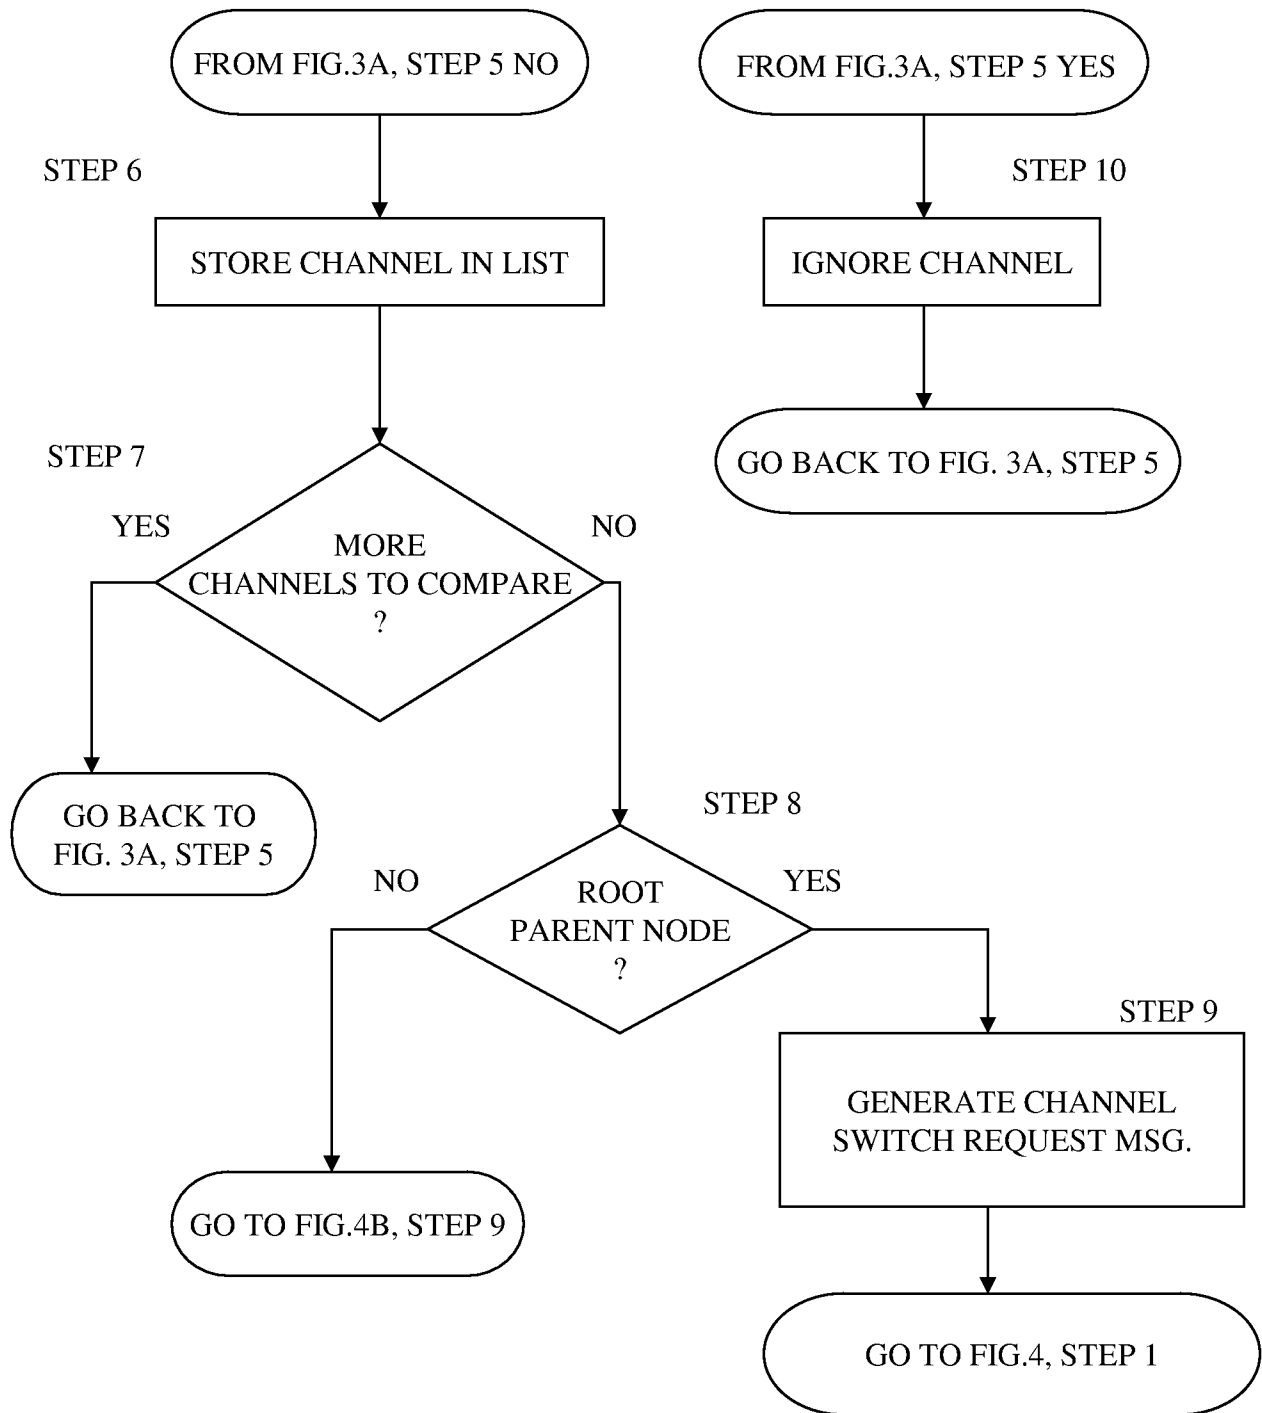 FROM FIG.3A, STEP 5 NO
FROM FIG.3A, STEP 5 YES
STEP 6
STEP 10
STORE CHANNEL IN LIST
IGNORE CHANNEL
STEP 7
GO BACK TO FIG. 3A, STEP 5
YES
NO
MORE
CHANNELS TO COMPARE
?
GO BACK TO
FIG. 3A, STEP 5
STEP 8
NO
YES
ROOT
PARENT NODE
?
STEP 9
GENERATE CHANNEL
SWITCH REQUEST MSG.
GO TO FIG.4B, STEP 9
GO TO FIG.4, STEP 1